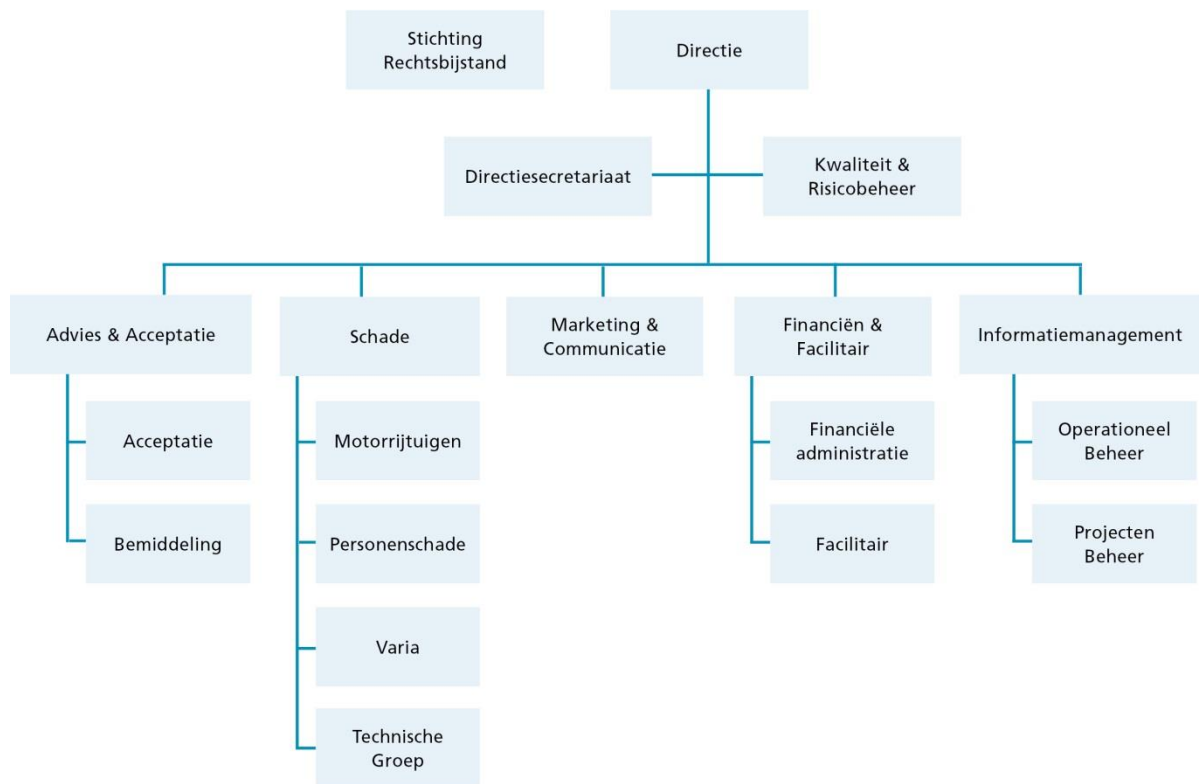 Stichting
Rechtsbijstand
Directie
Directiesecretariaat
Kwaliteit &
Risicobeheer
Advies & Acceptatie
Schade
Marketing &
Communicatie
Financiën &
Facilitair
Informatiemanagement
Acceptatie
Motorrijtuigen
Financiële
administratie
Operationeel
Beheer
Bemiddeling
Personenschade
Facilitair
Projecten
Beheer
Varia
Technische
Groep